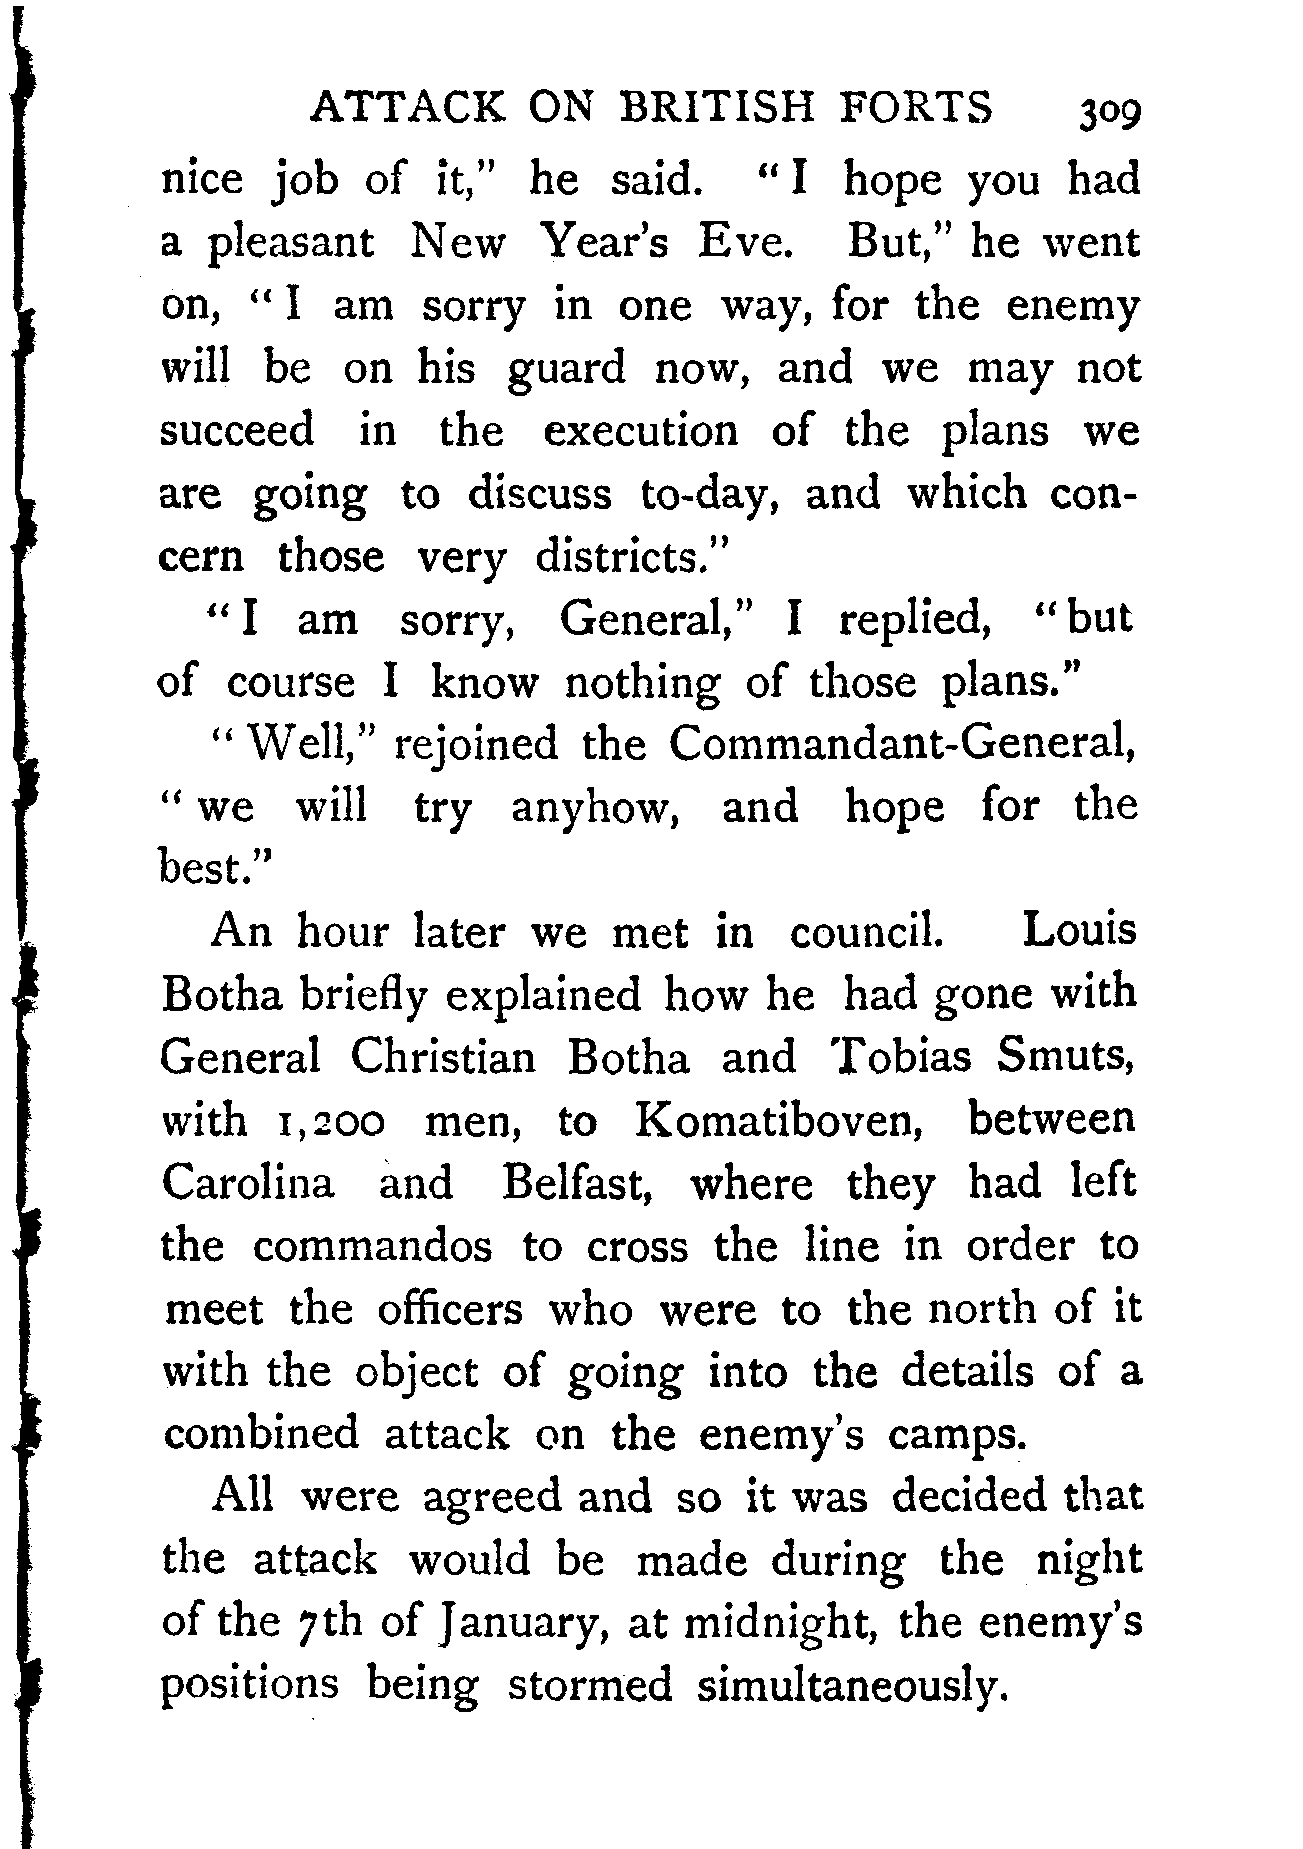 ATTACK ON BRITISH FORTS 309
nice job of it," he said. "I hope you had
a pleasant New Year's Eve. But," he went
on, "I am sorry in one way, for the enemy
will be on his guard now, and we may not
succeed in the execution of the plans we
are going to discuss to-day, and which con-
cern those very districts."
"I am sorry, General," I replied, "but
of course I know nothing of those plans."
"Well," rejoined the Commandant-General,
"we will try anyhow, and hope for the
best."
An hour later we met in council. Louis
Botha briefly explained how he had gone with
General Christian Botha and Tobias Smuts,
with 1,200 men, to Komatiboven, between
Carolina and Belfast, where they had left
the commandos to cross the line in order to
meet the officers who were to the north of it
with the object of going into the details of a
combined attack on the enemy's camps.
All were agreed and so it was decided that
the attack would be made during the night
of the 7th of January, at midnight, the enemy's
positions being stormed simultaneously.